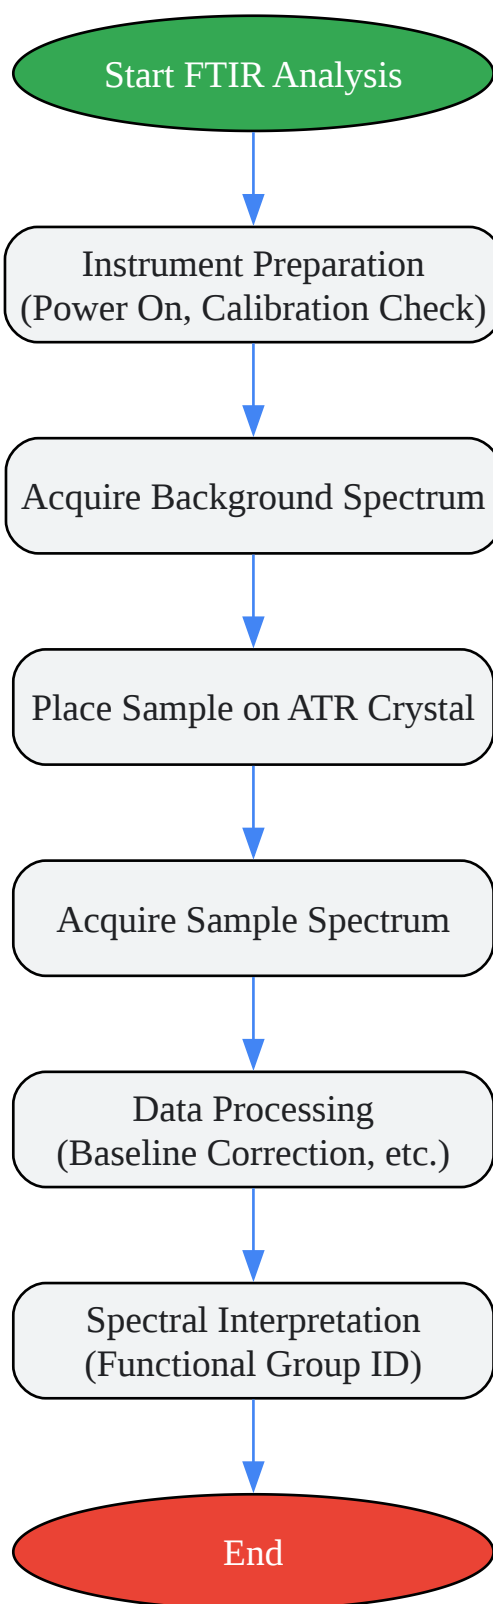 Start FTIR Analysis
Instrument Preparation
(Power On, Calibration Check)
Acquire Background Spectrum
Place Sample on ATR Crystal
Acquire Sample Spectrum
Data Processing
(Baseline Correction, etc.)
Spectral Interpretation
(Functional Group ID)
End